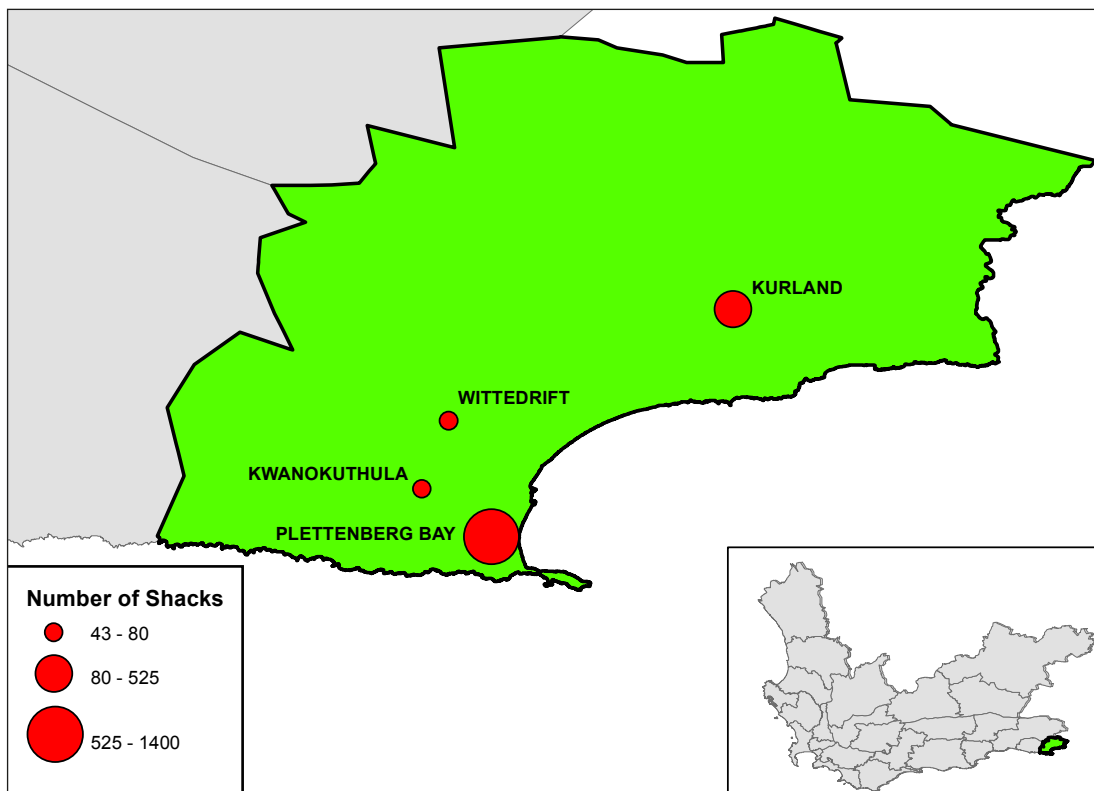 KURLAND
WITTEDRIFT
KWANOKUTHULA
PLETTENBERG BAY
Number of Shacks
43 - 80
80 - 525
525 - 1400